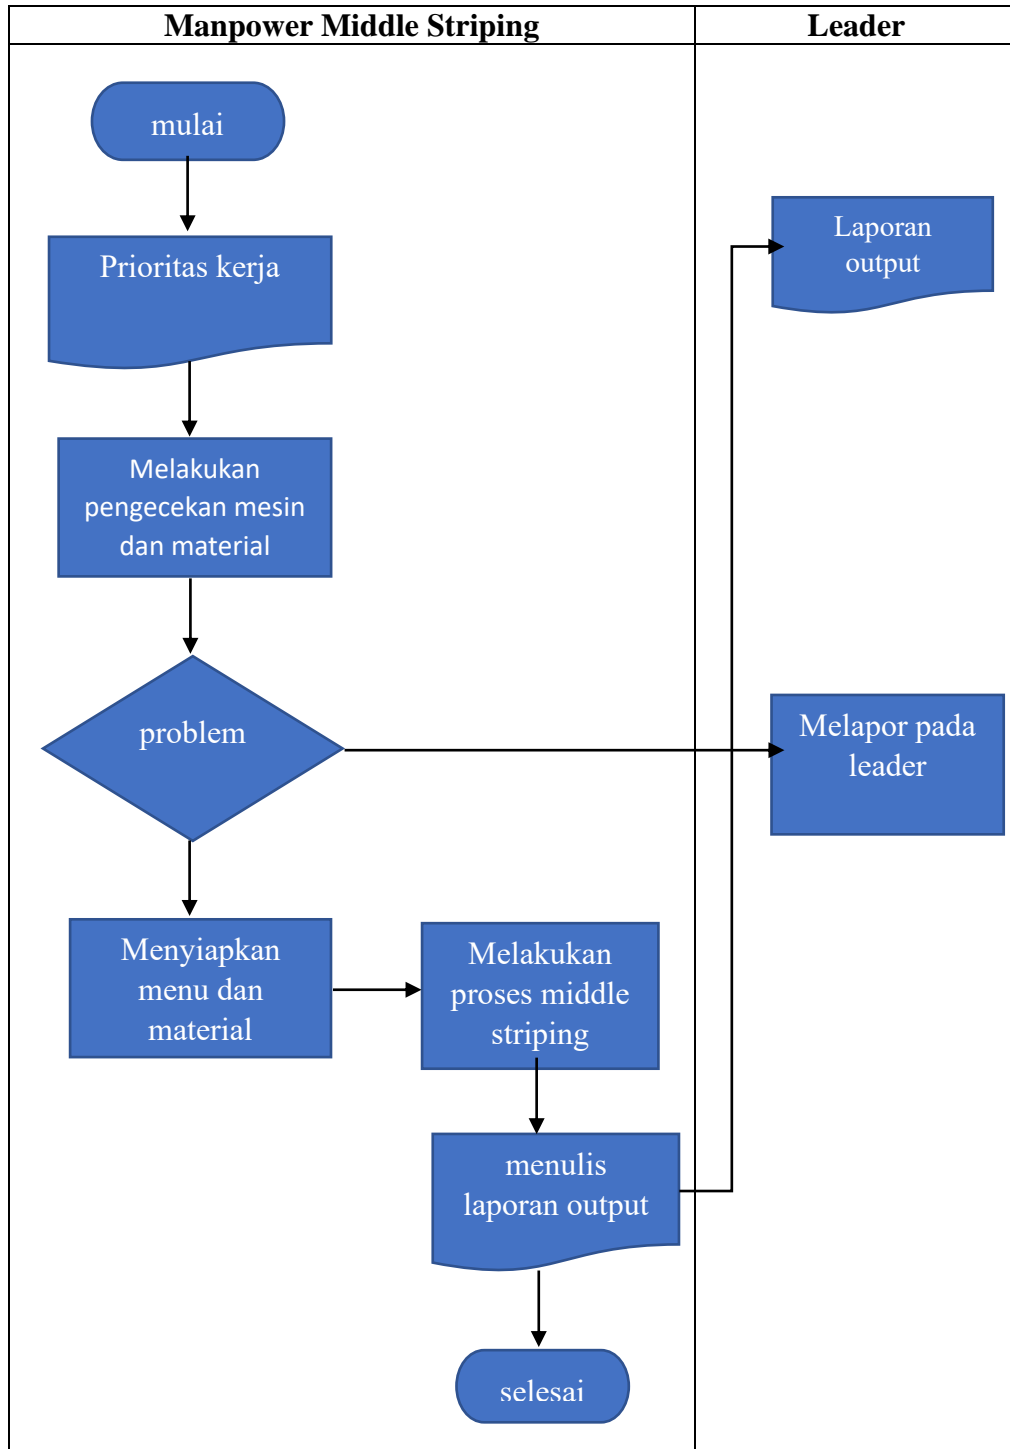 Manpower Middle Striping
Leader
mulai
Prioritas kerja
Laporan
output
Melakukan
pengecekan mesin
dan material
problem
Melapor pada
leader
Menyiapkan
menu dan
material
Melakukan
proses middle
striping
menulis
laporan output
selesai